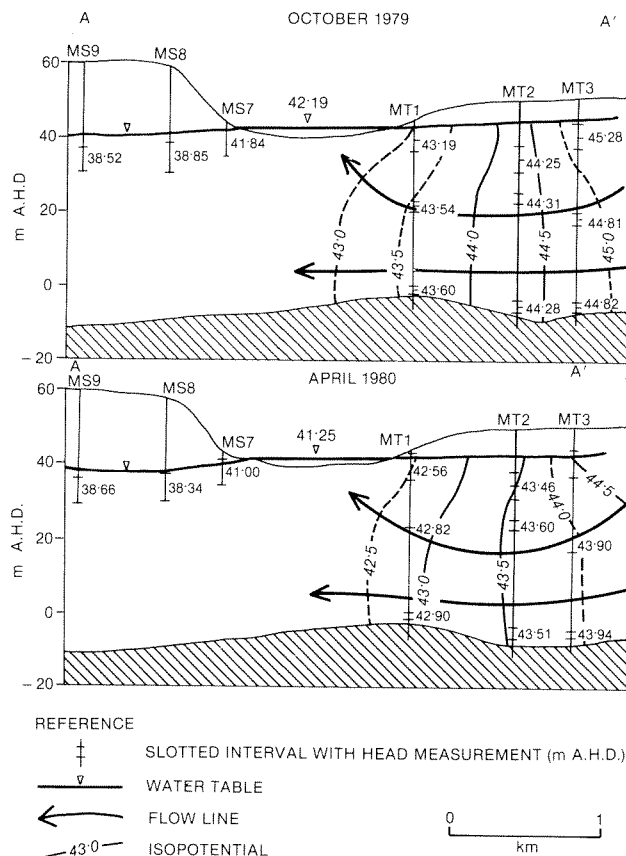 A OCTOBER 1979 A′
60
40
20
0
– 20
m A.H.D
MS9
MS8
MS7
42·19
MT1
MT2
MT3
38·52
38·85
41·84
43·19
43·54
43·60
44·25
44·31
44·28
45·28
44·81
44·82
43·0
43·5
44·0
44·5
45·0
A APRIL 1980 A′
60
40
20
0
– 20
m A.H.D.
MS9
MS8
MS7
41·25
MT1
MT2
MT3
38·66
38·34
41·00
42·56
42·82
42·90
43·46
43·60
43·51
43·90
43·94
42·5
43·0
43·5
44·0
44·5
REFERENCE
SLOTTED INTERVAL WITH HEAD MEASUREMENT (m A.H.D.)
WATER TABLE
FLOW LINE
43·0 ISOPOTENTIAL
0 1
km